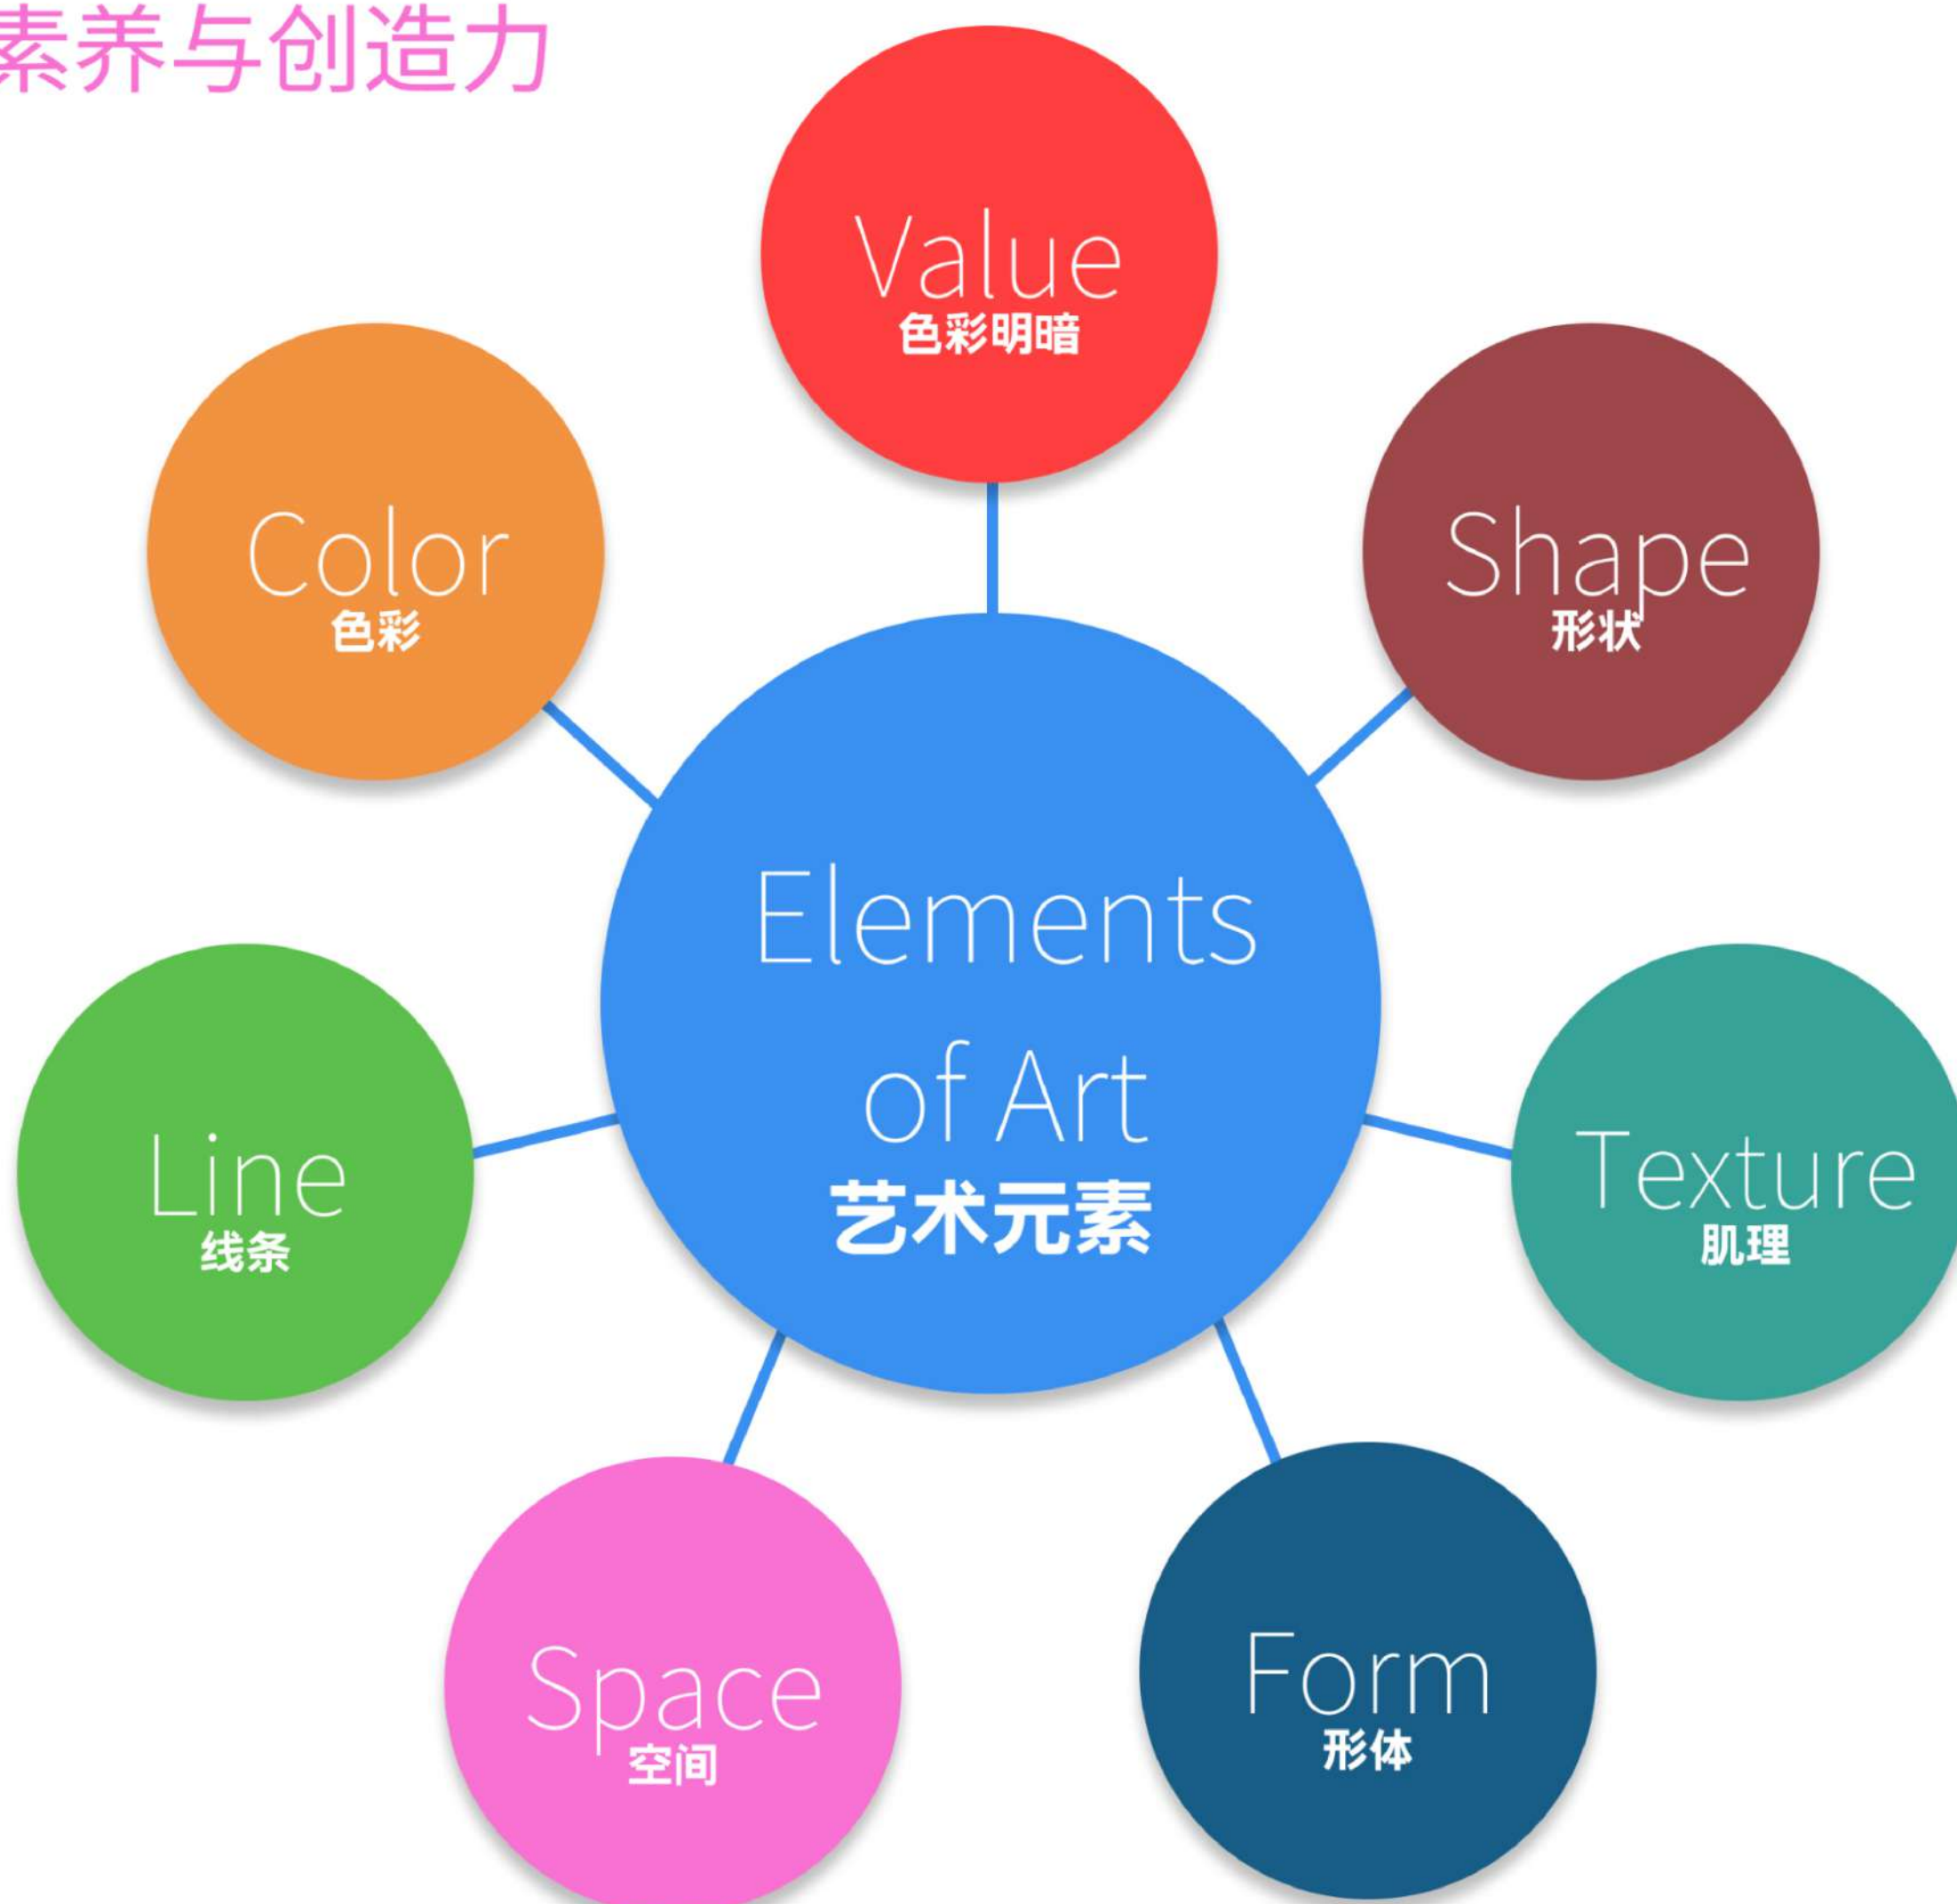 素养与创造力
Value
色彩明暗
Color
色彩
Shape
形状
Elements
of Art
艺术元素
Line
线条
Texture
肌理
Space
空间
Form
形体